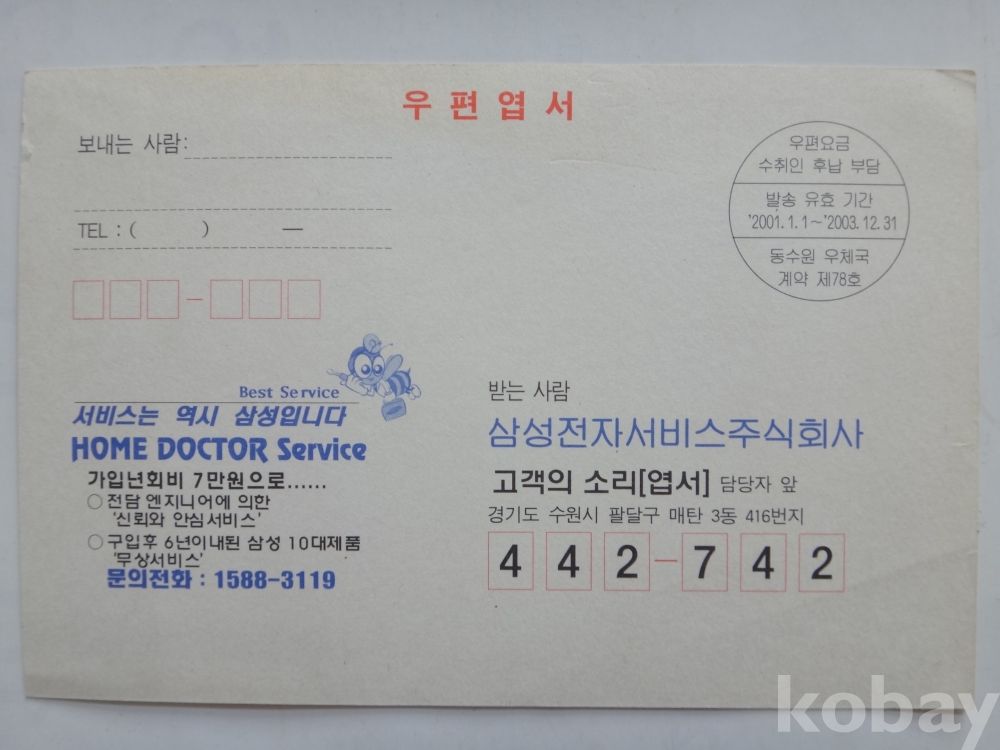 우편엽서
보내는 사람:
TEL : (      )      —
우편요금
수취인 후납 부담
발송 유효 기간
'2001. 1. 1~'2003. 12. 31
동수원 우체국
계약 제78호
Best Service
서비스는 역시 삼성입니다
HOME DOCTOR Service
가입년회비 7만원으로......
○ 전담 엔지니어에 의한
'신뢰와 안심서비스'
○ 구입후 6년이내된 삼성 10대제품
'무상서비스'
문의전화 : 1588-3119
받는 사람
삼성전자서비스주식회사
고객의 소리[엽서] 담당자 앞
경기도 수원시 팔달구 매탄 3동 416번지
442-742
kobay